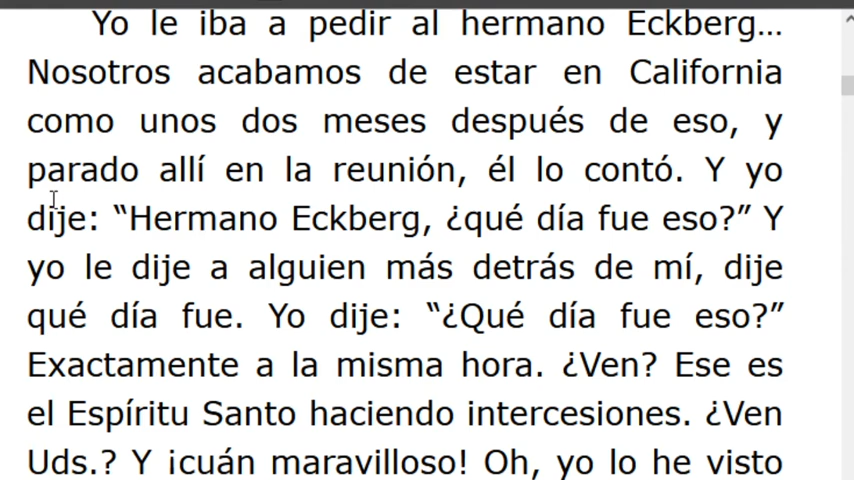 Yo le iba a pedir al hermano Eckberg...
Nosotros acabamos de estar en California
como unos dos meses después de eso, y
parado allí en la reunión, él lo contó. Y yo
dije: “Hermano Eckberg, ¿qué día fue eso?” Y
yo le dije a alguien más detrás de mí, dije
qué día fue. Yo dije: “¿Qué día fue eso?”
Exactamente a la misma hora. ¿Ven? Ese es
el Espíritu Santo haciendo intercesiones. ¿Ven
Uds.? Y ¡cuán maravilloso! Oh, yo lo he visto